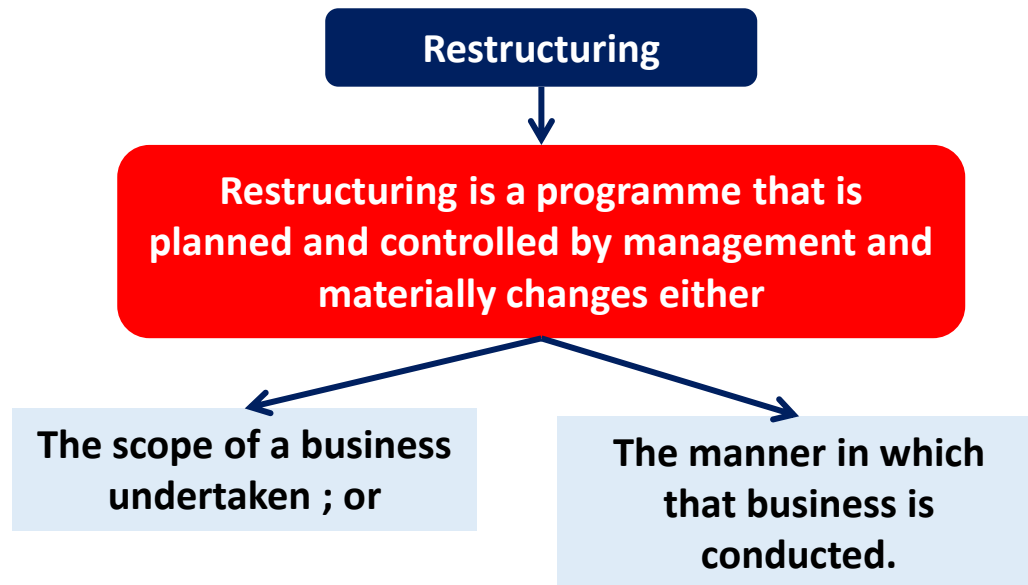 Restructuring
Restructuring is a programme that is
planned and controlled by management and
materially changes either
The scope of a business
undertaken ; or
The manner in which
that business is
conducted.